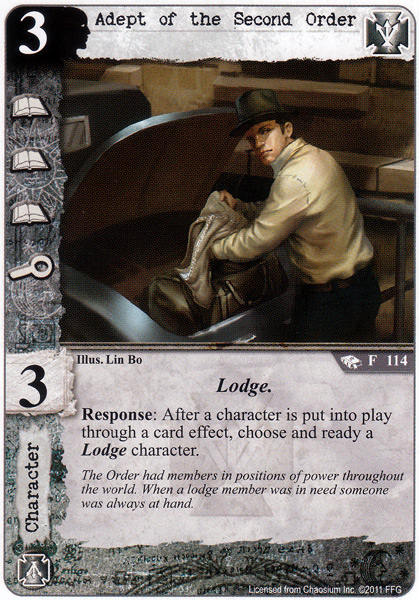 3
Adept of the Second Order
Illus. Lin Bo
F 114
3
Character
Lodge.
Response: After a character is put into play
through a card effect, choose and ready a
Lodge character.
The Order had members in positions of power throughout
the world. When a lodge member was in need someone
was always at hand.
Licensed from Chaosium Inc. ©2011 FFG